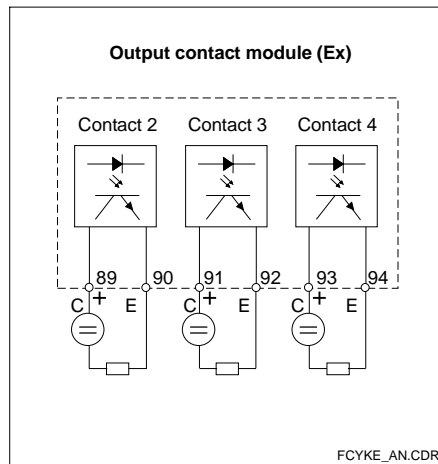 Output contact module (Ex)
Contact 2 Contact 3 Contact 4
89 90 91 92 93 94
C + E C + E C + E
FCYKE_AN.CDR